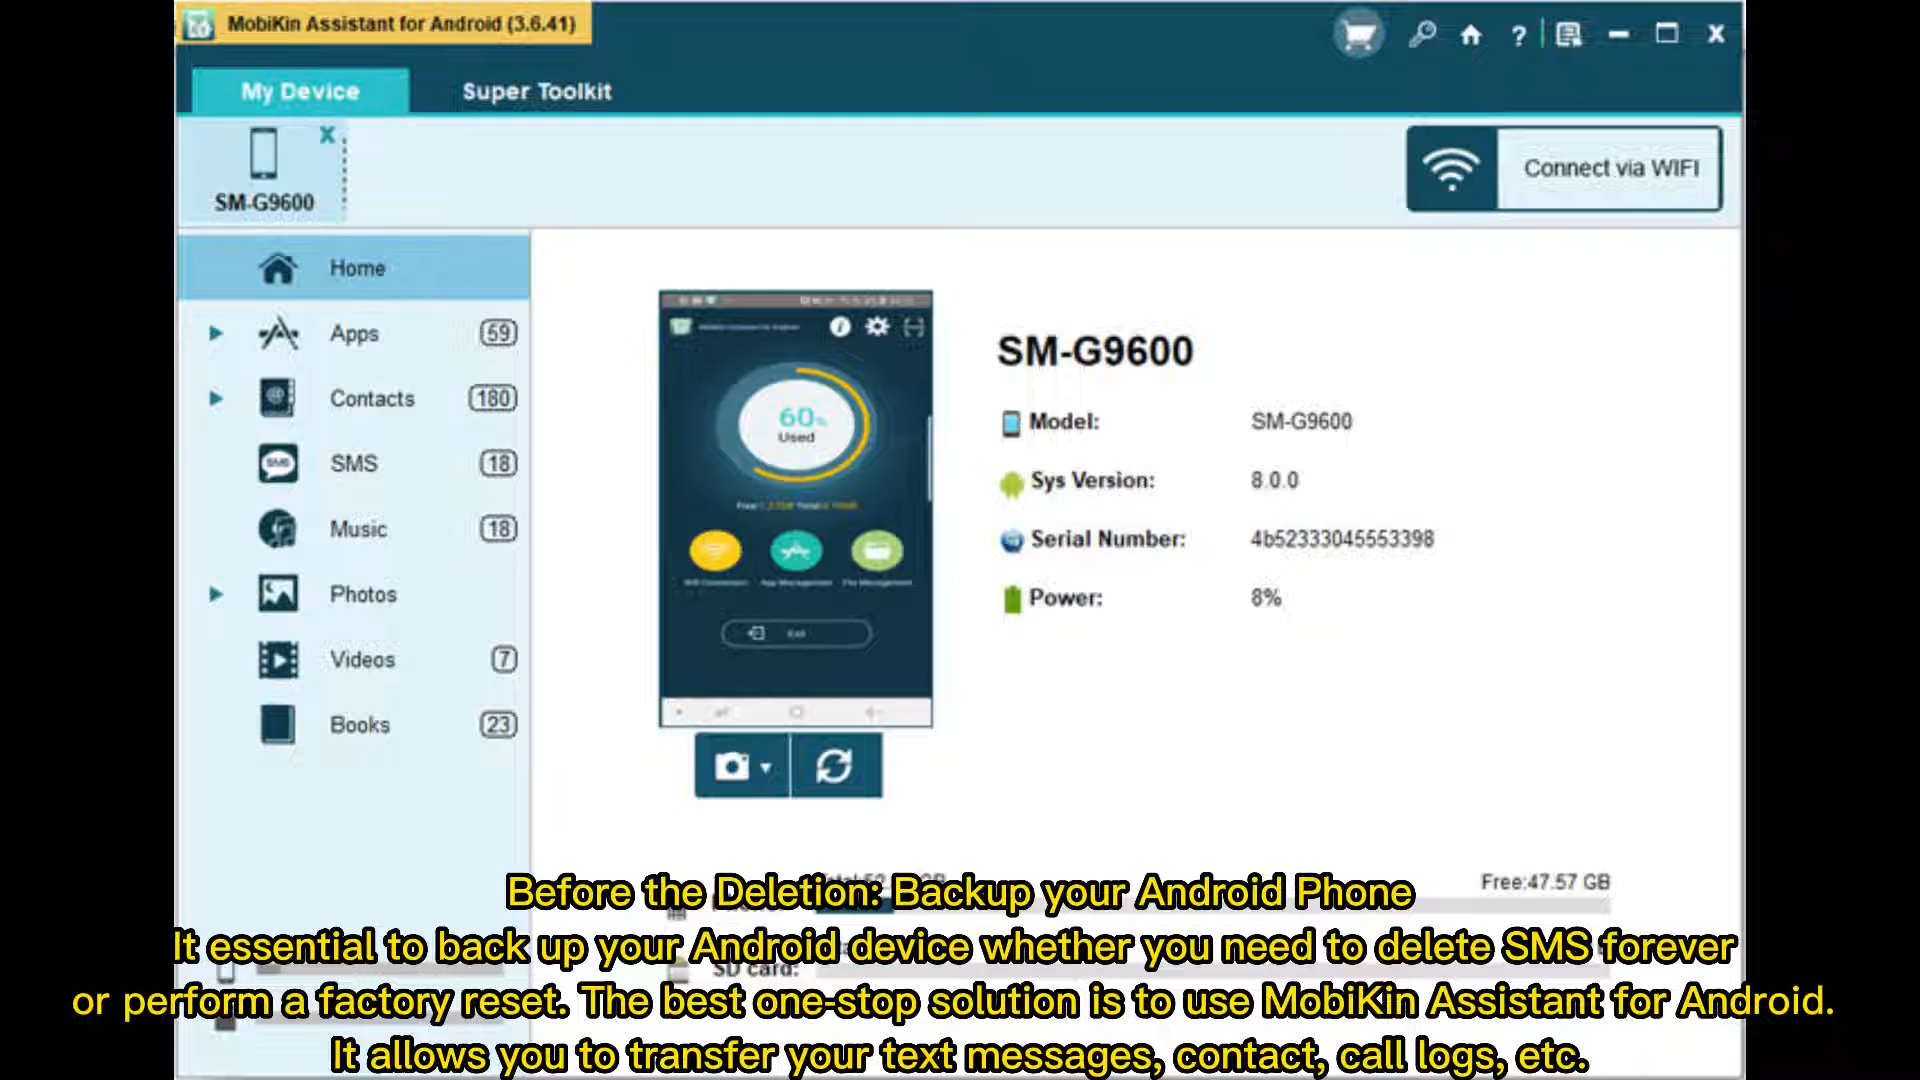 MobiKin Assistant for Android (3.6.41)
?
My Device
Super Toolkit
X
SM-G9600
Connect via WIFI
Home
Apps 59
Contacts 180
SMS 18
Music 18
Photos
Videos 7
Books 23
60%
Used
Exit
SM-G9600
Model: SM-G9600
Sys Version: 8.0.0
Serial Number: 4b52333045553398
Power: 8%
Free:47.57 GB
SD card:
Before the Deletion: Backup your Android Phone
It essential to back up your Android device whether you need to delete SMS forever
or perform a factory reset. The best one-stop solution is to use MobiKin Assistant for Android.
It allows you to transfer your text messages, contact, call logs, etc.